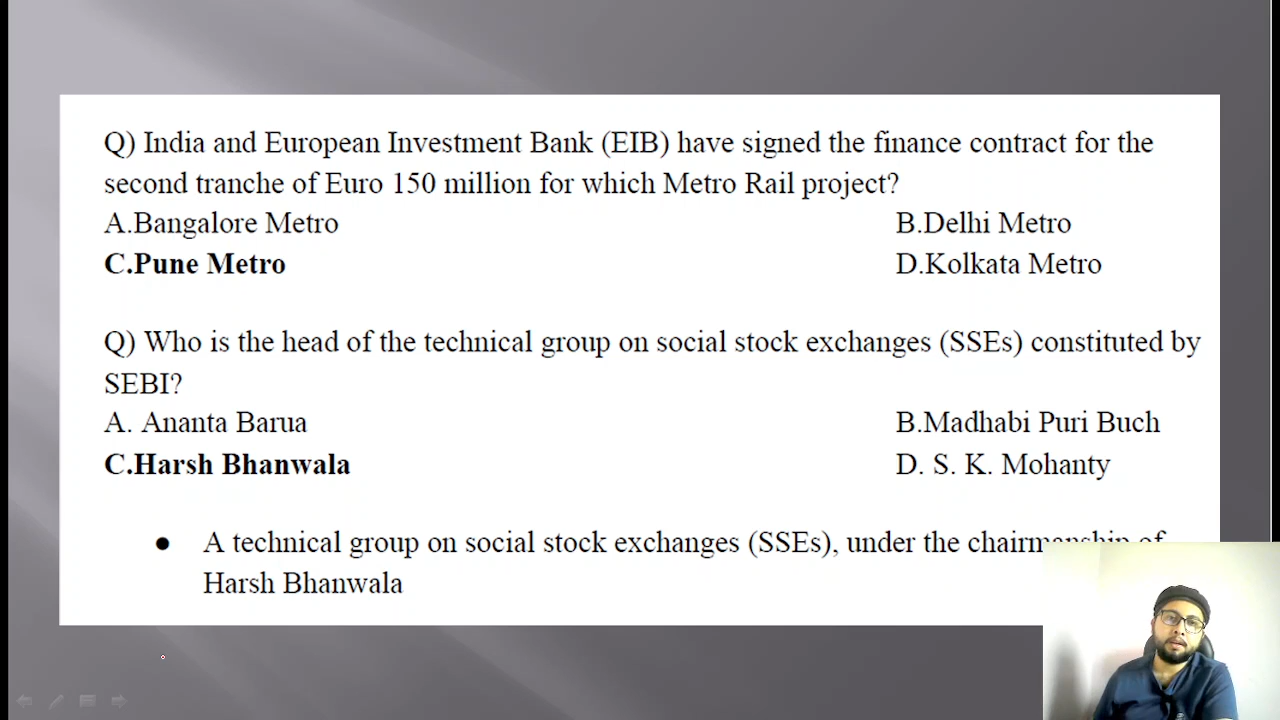 Q) India and European Investment Bank (EIB) have signed the finance contract for the
second tranche of Euro 150 million for which Metro Rail project?
A.Bangalore Metro B.Delhi Metro
C.Pune Metro D.Kolkata Metro
Q) Who is the head of the technical group on social stock exchanges (SSEs) constituted by
SEBI?
A. Ananta Barua B.Madhabi Puri Buch
C.Harsh Bhanwala D. S. K. Mohanty
● A technical group on social stock exchanges (SSEs), under the chairmanship of
Harsh Bhanwala